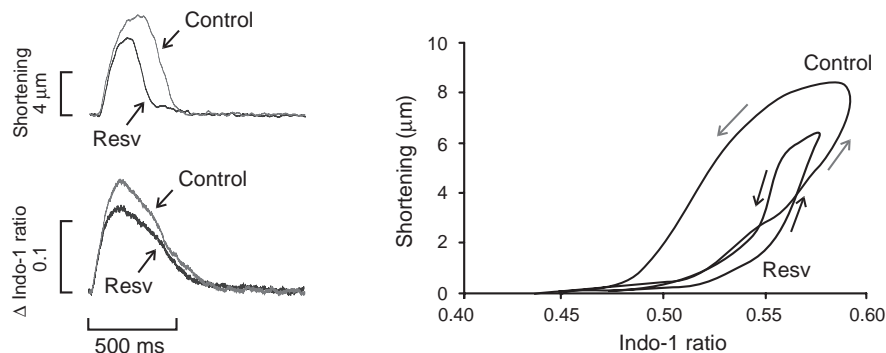 Control
Shortening
4 μm
Resv
Control
Δ Indo-1 ratio
0.1
Resv
500 ms
10
8
6
4
2
0
Shortening (μm)
Control
Resv
0.40
0.45
0.50
0.55
0.60
Indo-1 ratio